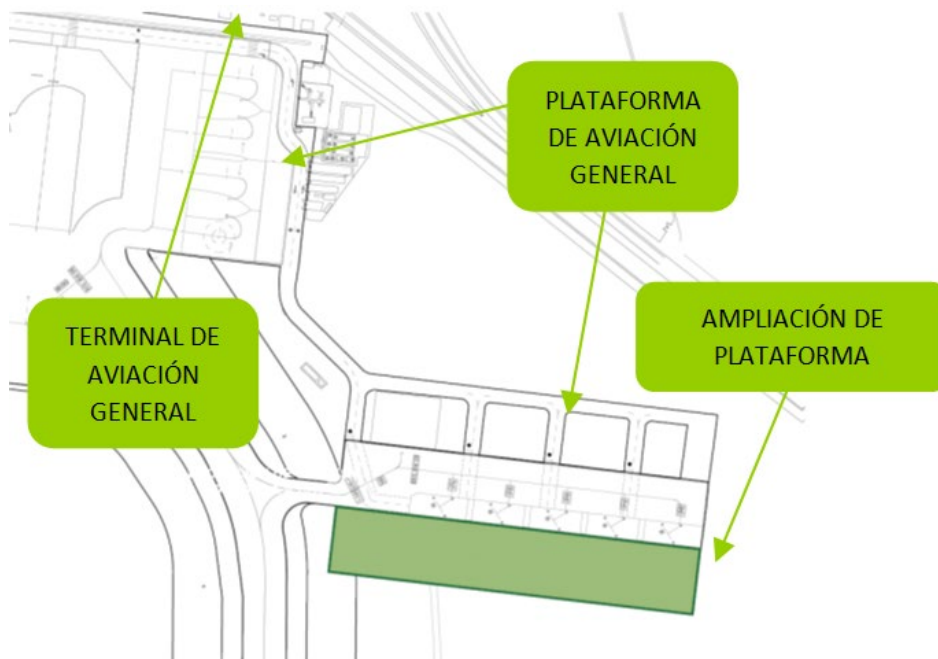 PLATAFORMA
DE AVIACIÓN
GENERAL
AMPLIACIÓN DE
PLATAFORMA
TERMINAL DE
AVIACIÓN
GENERAL